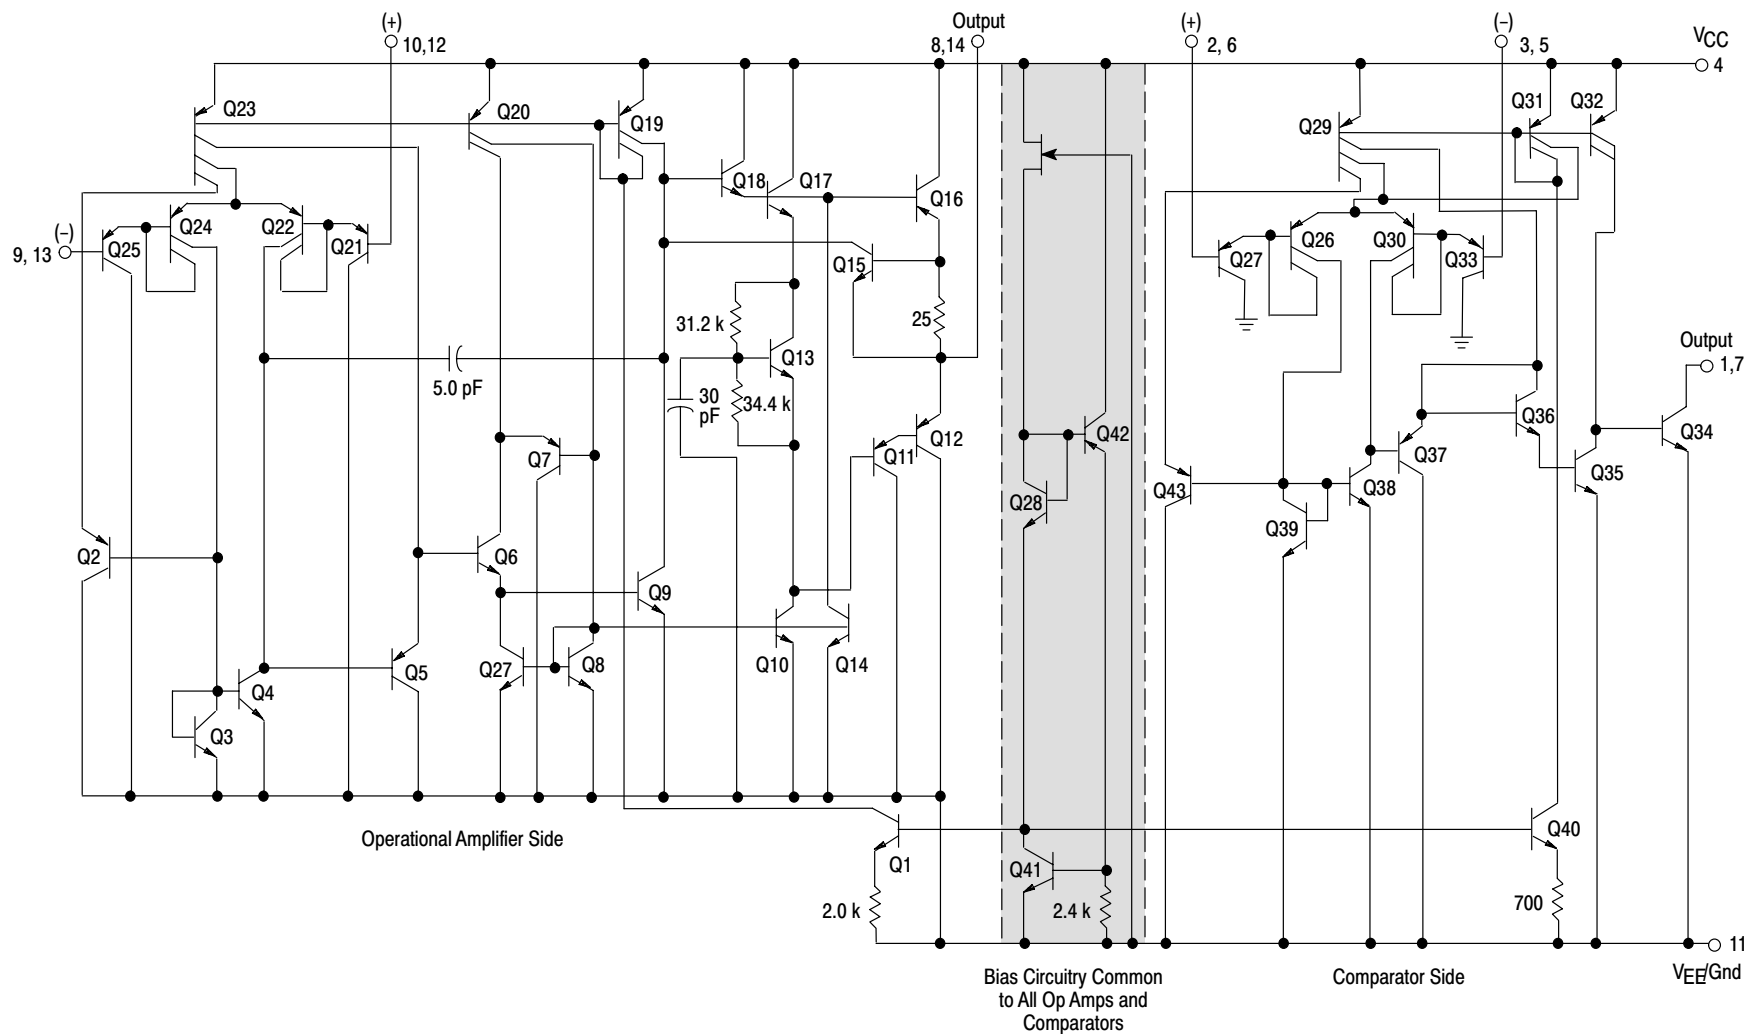 (+)
10,12
Output
8,14
(+)
2, 6
(–)
3, 5
VCC
4
Q23
Q20
Q19
Q18
Q17
Q16
Q29
Q31
Q32
Q24
Q22
Q25
Q21
(–)
9, 13
Q15
Q26
Q30
Q27
Q33
31.2 k
25
Q13
5.0 pF
30
pF
34.4 k
Output
1,7
Q7
Q11
Q12
Q42
Q36
Q34
Q37
Q35
Q28
Q43
Q38
Q39
Q2
Q6
Q9
Q5
Q27
Q8
Q10
Q14
Q4
Q3
Operational Amplifier Side
Q1
Q41
Q40
2.0 k
2.4 k
700
11
VEE/Gnd
Bias Circuitry Common
to All Op Amps and
Comparators
Comparator Side